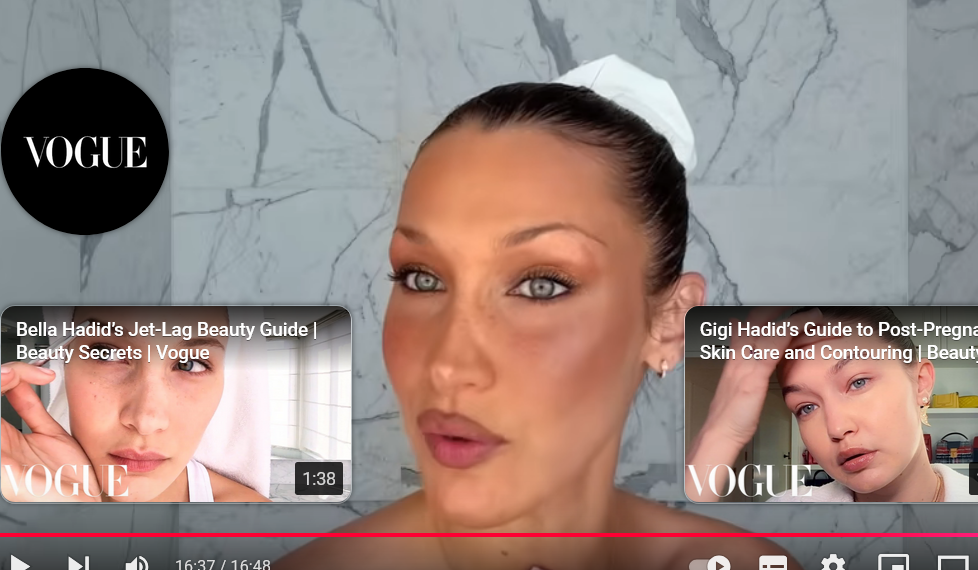 VOGUE
Bella Hadid's Jet-Lag Beauty Guide |
Beauty Secrets | Vogue
VOGUE
1:38
Gigi Hadid's Guide to Post-Pregna
Skin Care and Contouring | Beauty
VOGUE
16:37 / 16:48